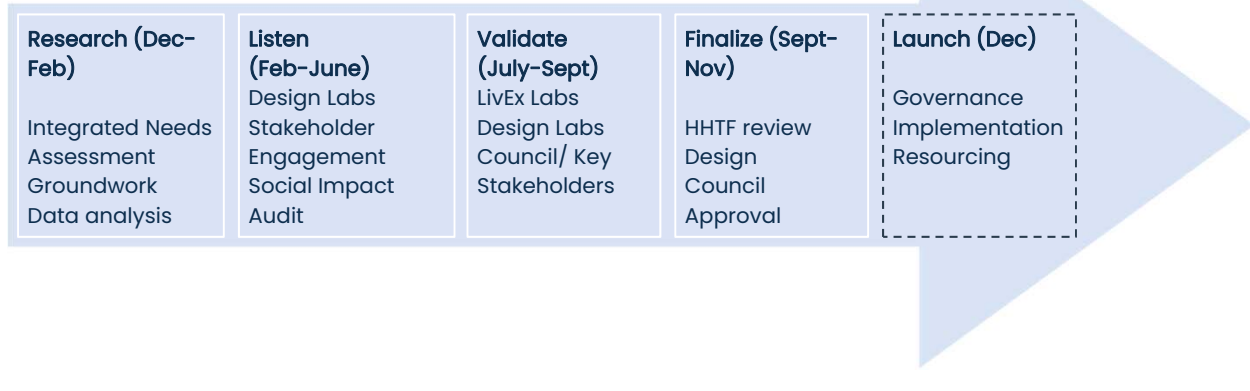 Research (Dec-
Feb)
Integrated Needs
Assessment
Groundwork
Data analysis
Listen
(Feb-June)
Design Labs
Stakeholder
Engagement
Social Impact
Audit
Validate
(July-Sept)
LivEx Labs
Design Labs
Council/ Key
Stakeholders
Finalize (Sept-
Nov)
HHTF review
Design
Council
Approval
Launch (Dec)
Governance
Implementation
Resourcing